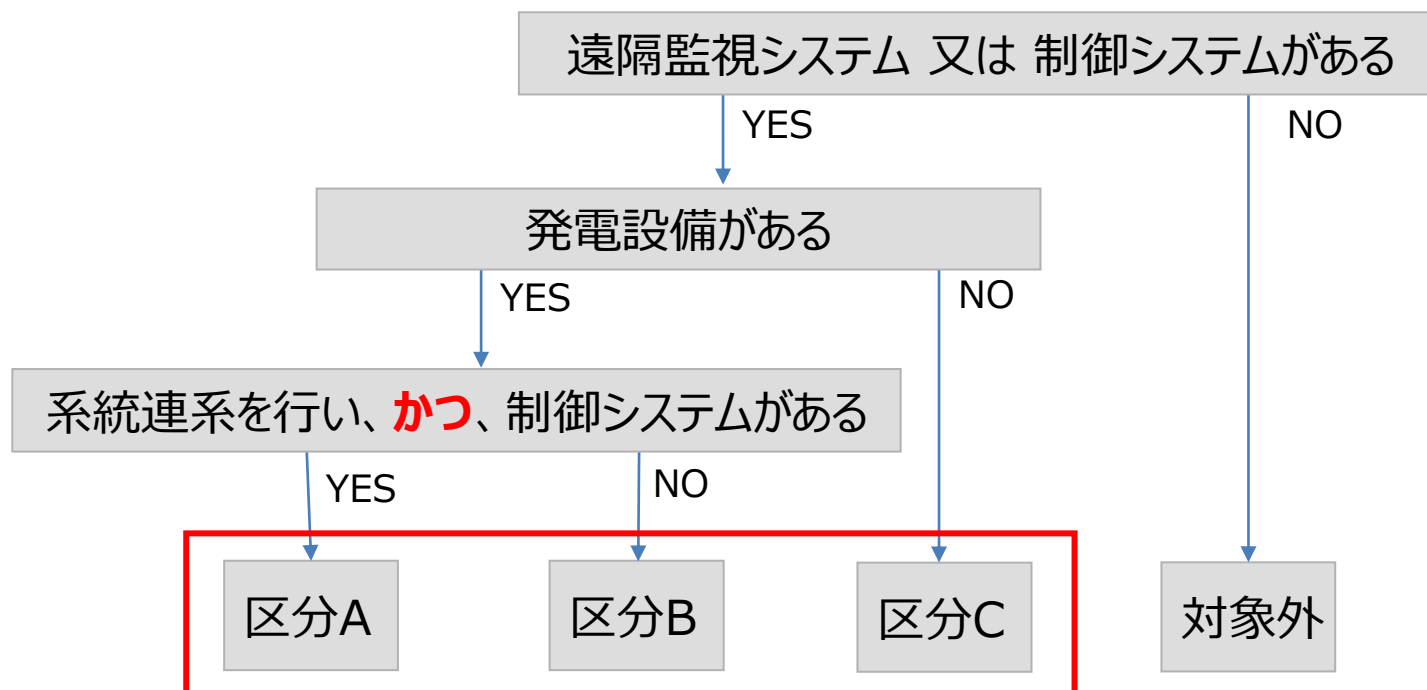 遠隔監視システム 又は 制御システムがある
YES
NO
発電設備がある
YES
NO
系統連系を行い、かつ、制御システムがある
YES
NO
区分A
区分B
区分C
対象外